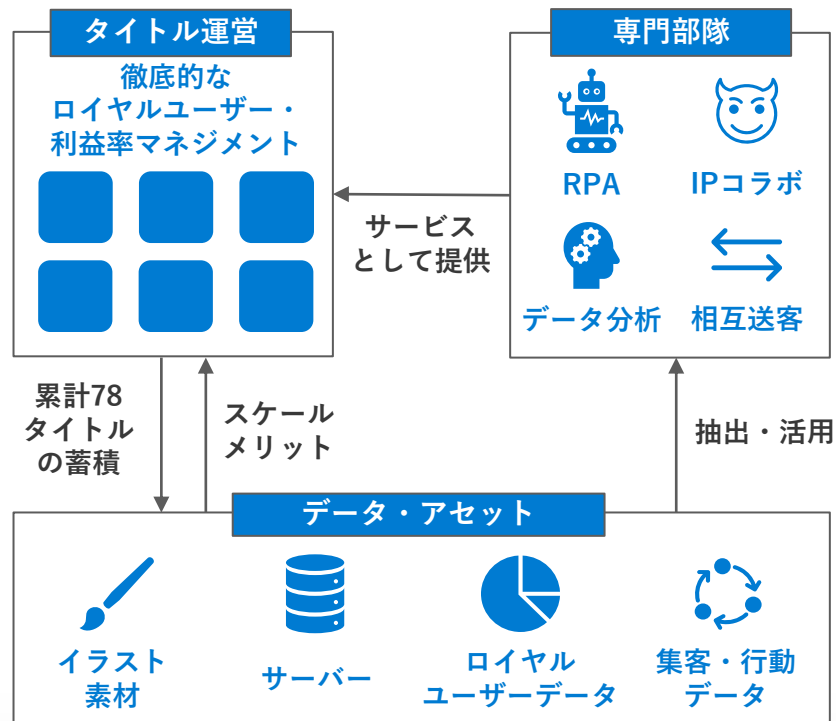 タイトル運営
徹底的な
ロイヤルユーザー・
利益率マネジメント
専門部隊
RPA
IPコラボ
データ分析
相互送客
サービス
として提供
累計78
タイトル
の蓄積
スケール
メリット
抽出・活用
データ・アセット
イラスト
素材
サーバー
ロイヤル
ユーザーデータ
集客・行動
データ